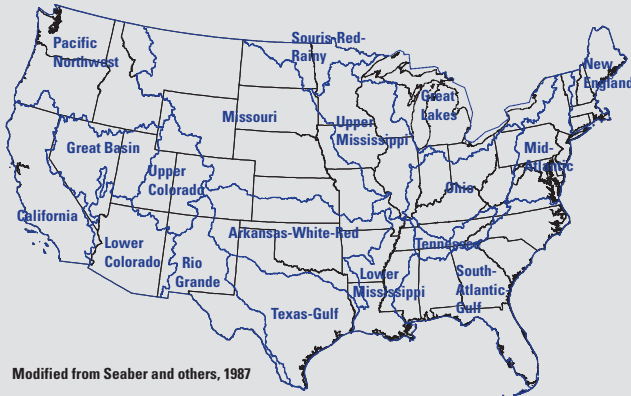 Pacific
Northwest
Souris-Red-
Rainy
New
England
Great
Lakes
Missouri
Upper
Mississippi
Great Basin
Mid-
Atlantic
Upper
Colorado
Ohio
California
Arkansas-White-Red
Tennessee
Lower
Colorado
Rio
Grande
Lower
Mississippi
South-
Atlantic-
Gulf
Texas-Gulf
Modified from Seaber and others, 1987